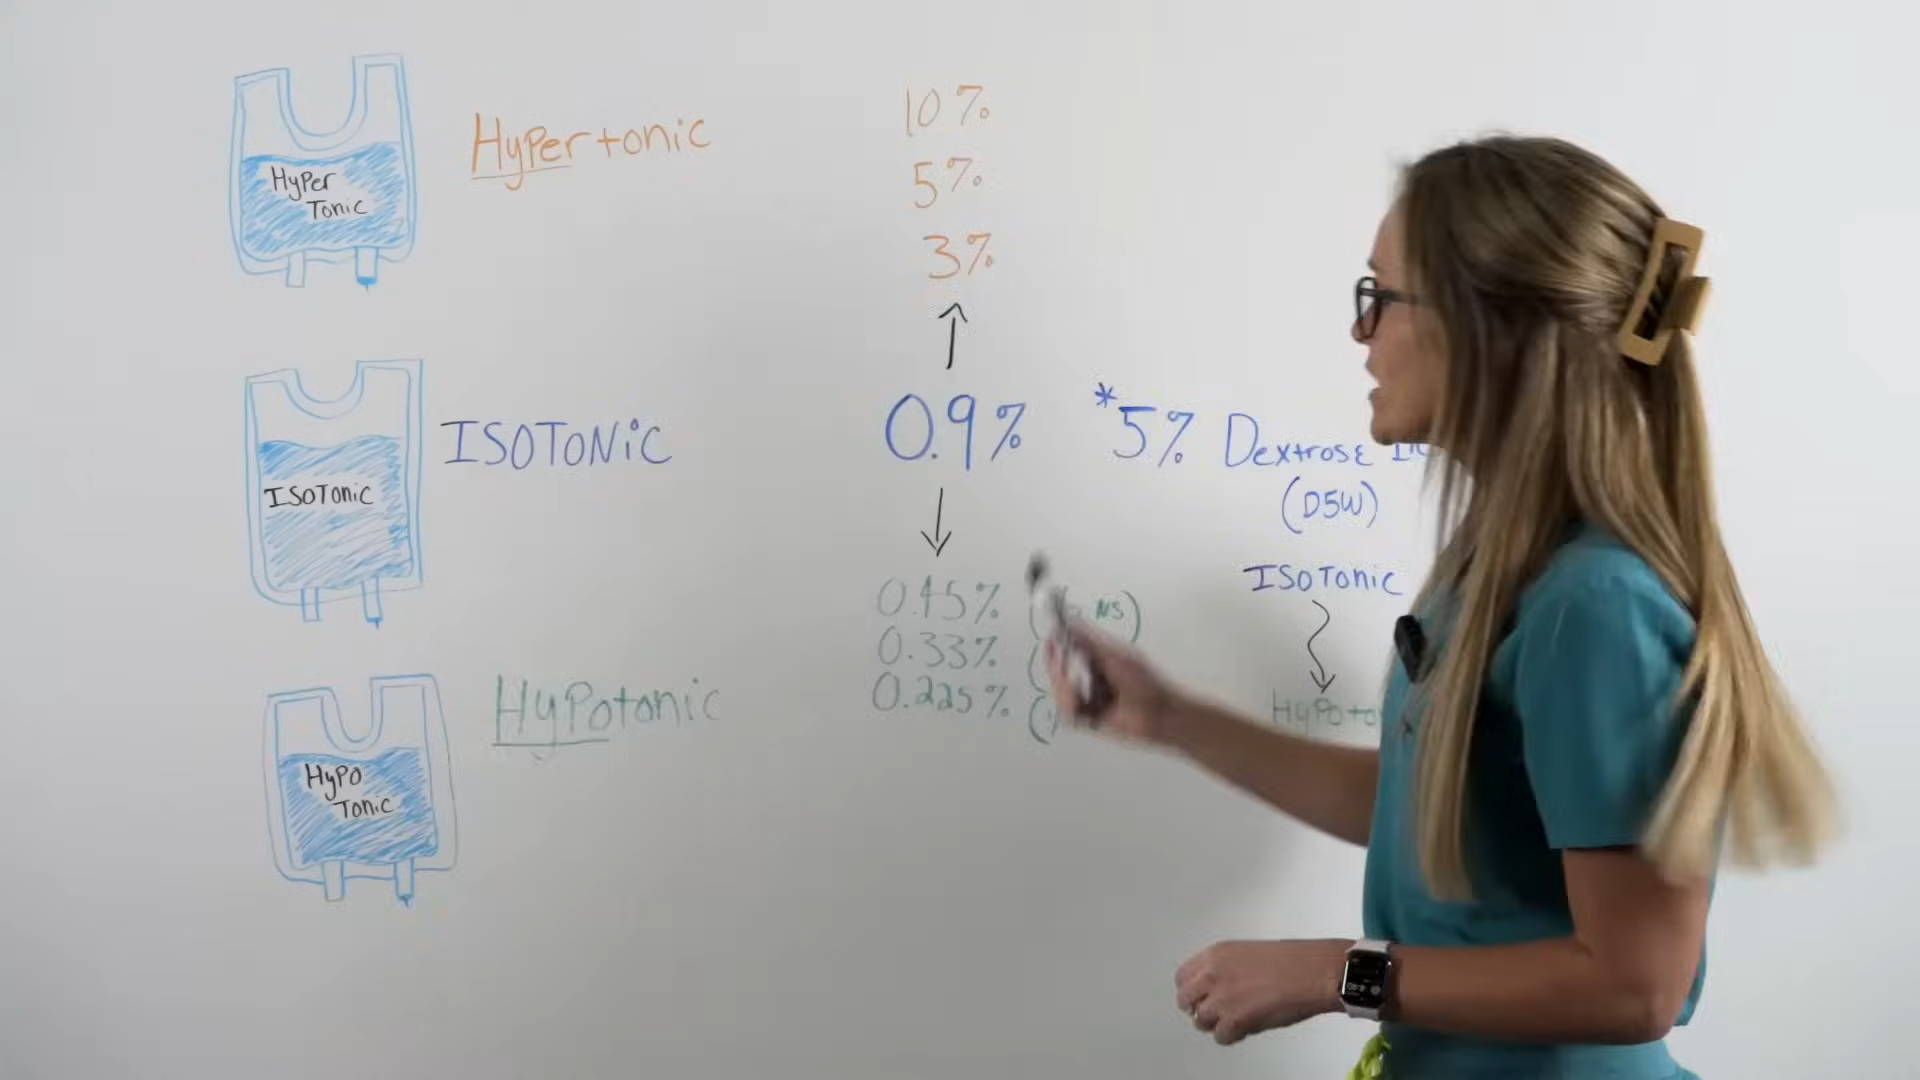 Hyper
Tonic
Hypertonic
10%
5%
3%
ISOTonic
ISOTONiC
0.9%
*5% Dextrose
(D5W)
ISOTonic
0.45%
NS)
0.33%
0.225%
HyPO
Tonic
Hypotonic